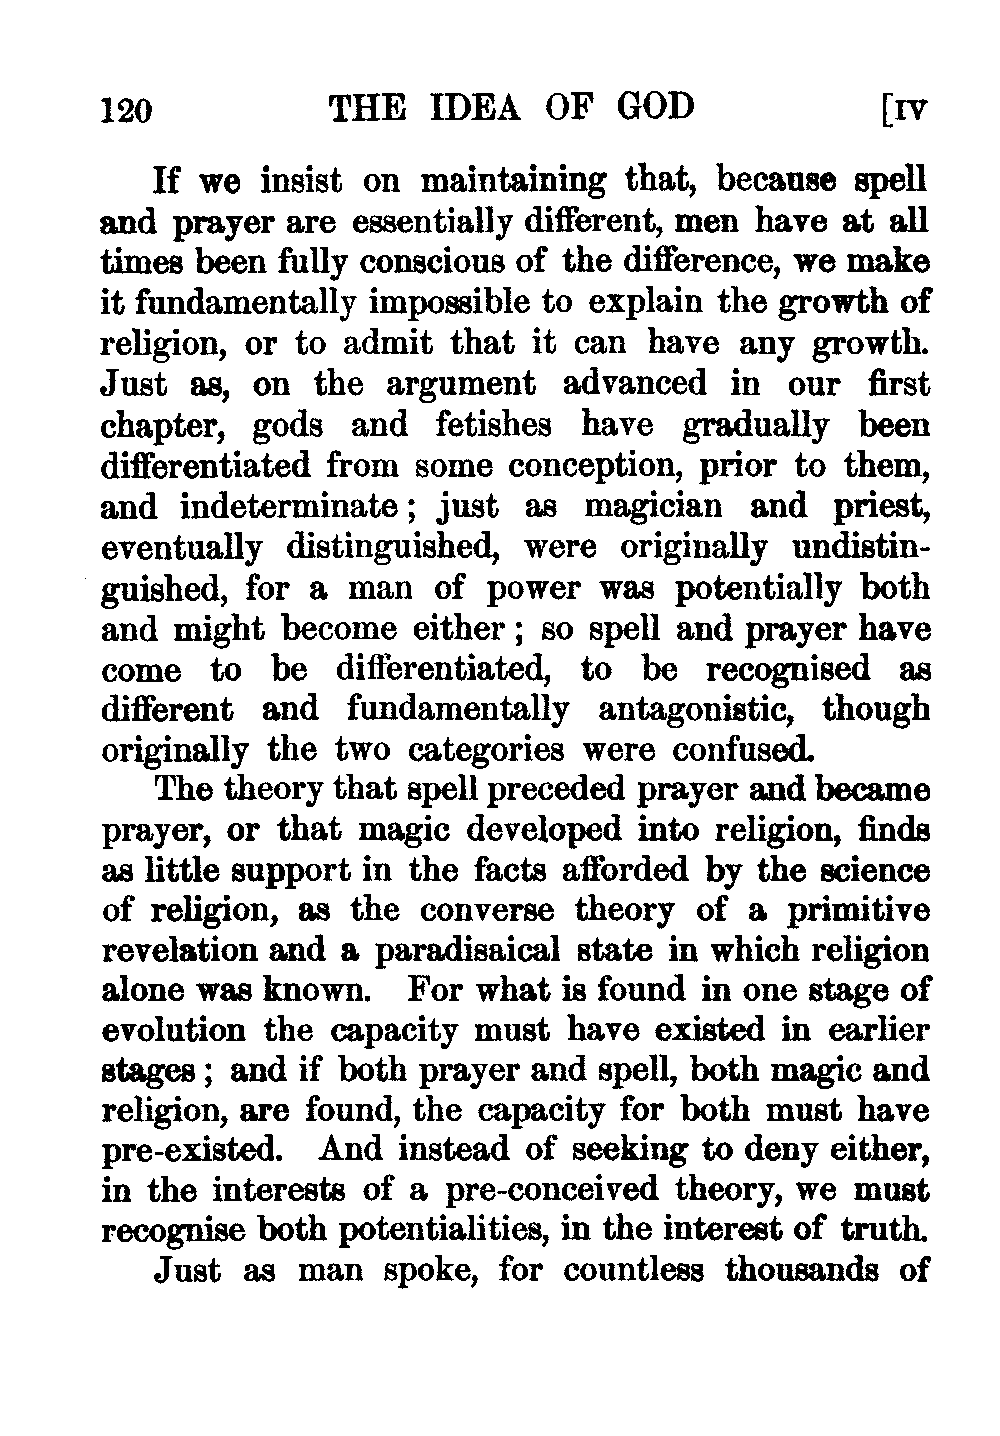 120 THE IDEA OF GOD [IV
If we insist on maintaining that, because spell
and prayer are essentially different, men have at all
times been fully conscious of the difference, we make
it fundamentally impossible to explain the growth of
religion, or to admit that it can have any growth.
Just as, on the argument advanced in our first
chapter, gods and fetishes have gradually been
differentiated from some conception, prior to them,
and indeterminate ; just as magician and priest,
eventually distinguished, were originally undistin-
guished, for a man of power was potentially both
and might become either ; so spell and prayer have
come to be differentiated, to be recognised as
different and fundamentally antagonistic, though
originally the two categories were confused.
The theory that spell preceded prayer and became
prayer, or that magic developed into religion, finds
as little support in the facts afforded by the science
of religion, as the converse theory of a primitive
revelation and a paradisaical state in which religion
alone was known. For what is found in one stage of
evolution the capacity must have existed in earlier
stages ; and if both prayer and spell, both magic and
religion, are found, the capacity for both must have
pre-existed. And instead of seeking to deny either,
in the interests of a pre-conceived theory, we must
recognise both potentialities, in the interest of truth.
Just as man spoke, for countless thousands of